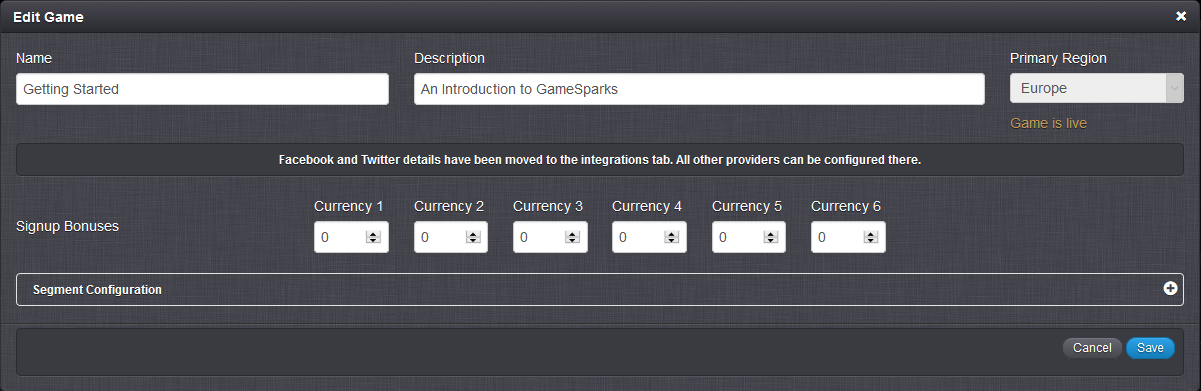 Edit Game
Name Description Primary Region
Getting Started An Introduction to GameSparks Europe
Game is live
Facebook and Twitter details have been moved to the integrations tab. All other providers can be configured there.
Currency 1 Currency 2 Currency 3 Currency 4 Currency 5 Currency 6
Signup Bonuses 0 0 0 0 0 0
Segment Configuration
Cancel Save